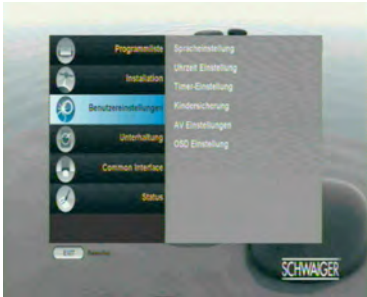 Programmliste
Installation
Benutzereinstellungen
Unterhaltung
Common Interface
Status
Spracheinstellung
Uhrzeit Einstellung
Timer-Einstellung
Kindersicherung
AV Einstellungen
OSD Einstellung
EXIT
SCHWAIGER